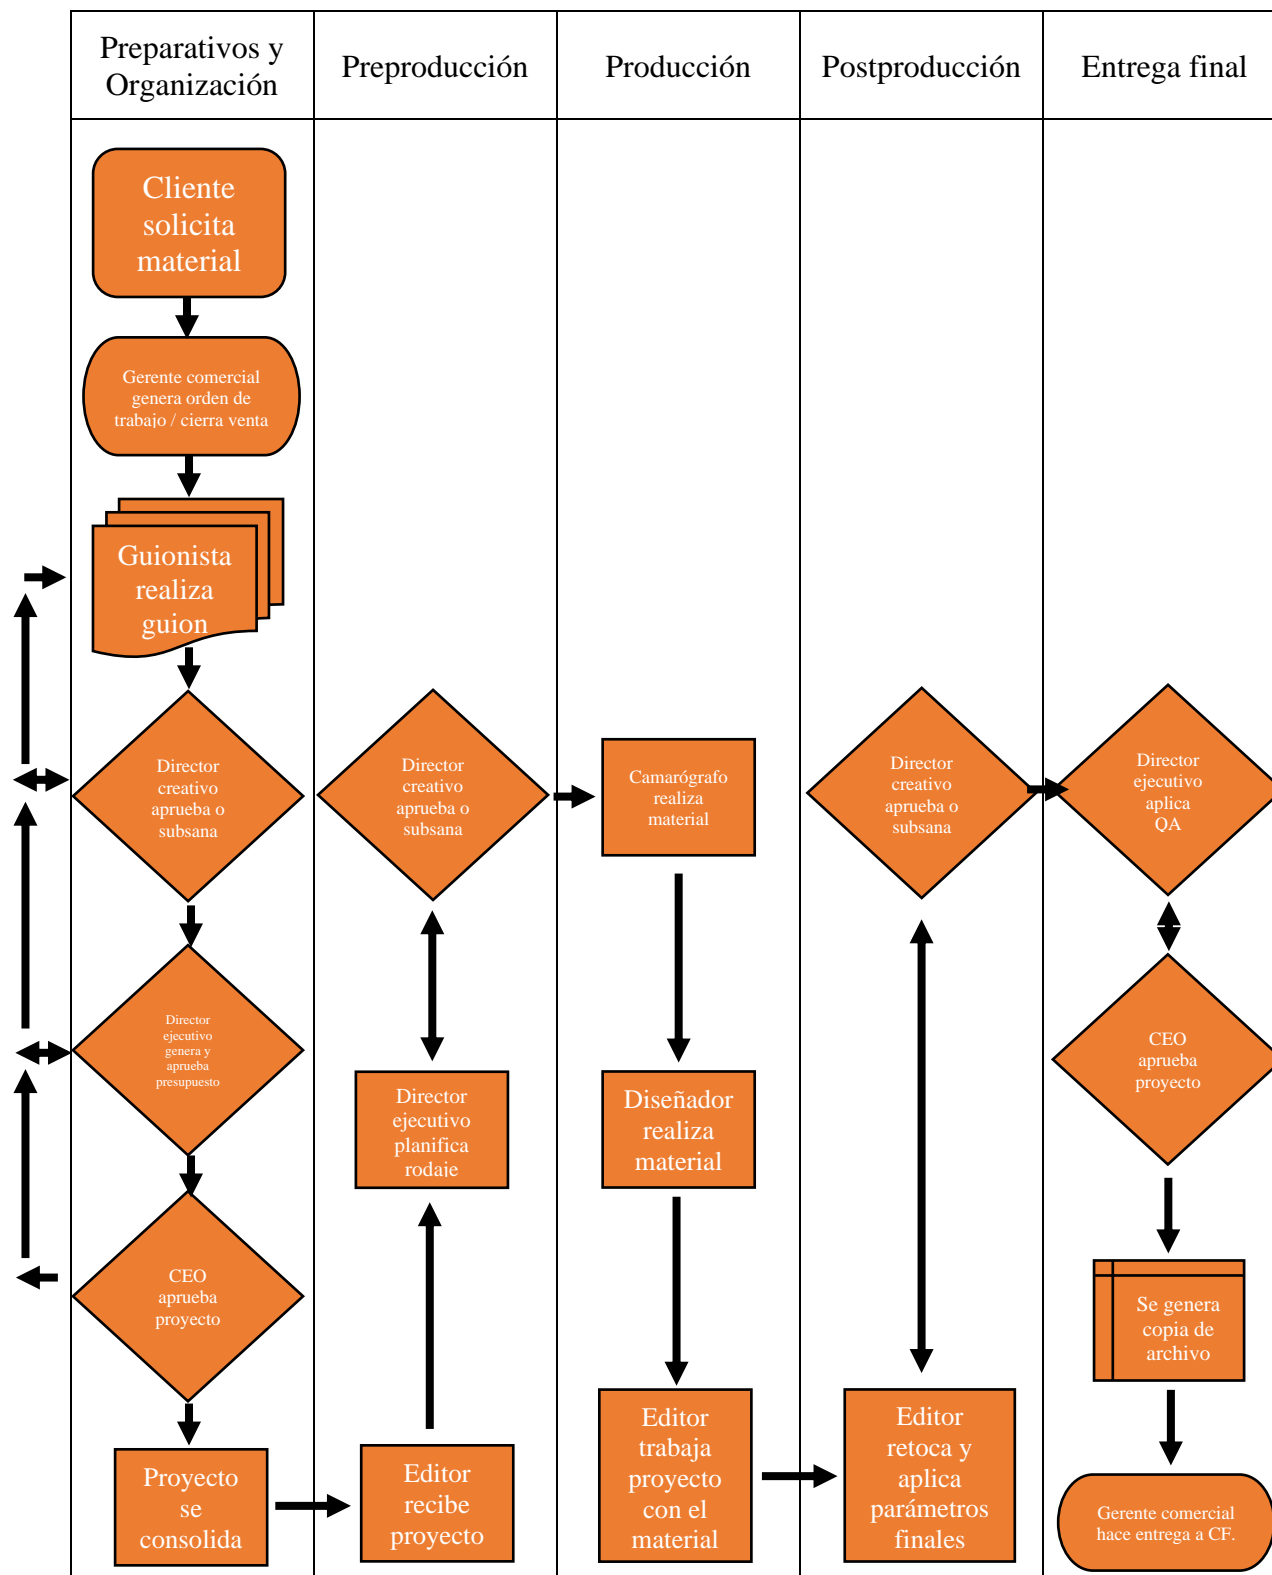 Preparativos y
Organización
Preproducción
Producción
Postproducción
Entrega final
Cliente
solicita
material
Gerente comercial
genera orden de
trabajo / cierra venta
Guionista
realiza
guion
Director
creativo
aprueba o
subsana
Director
ejecutivo
genera y
aprueba
presupuesto
CEO
aprueba
proyecto
Proyecto
se
consolida
Director
creativo
aprueba o
subsana
Director
ejecutivo
planifica
rodaje
Editor
recibe
proyecto
Camarógrafo
realiza
material
Diseñador
realiza
material
Editor
trabaja
proyecto
con el
material
Director
creativo
aprueba o
subsana
Editor
retoca y
aplica
parámetros
finales
Director
ejecutivo
aplica
QA
CEO
aprueba
proyecto
Se genera
copia de
archivo
Gerente comercial
hace entrega a CF.